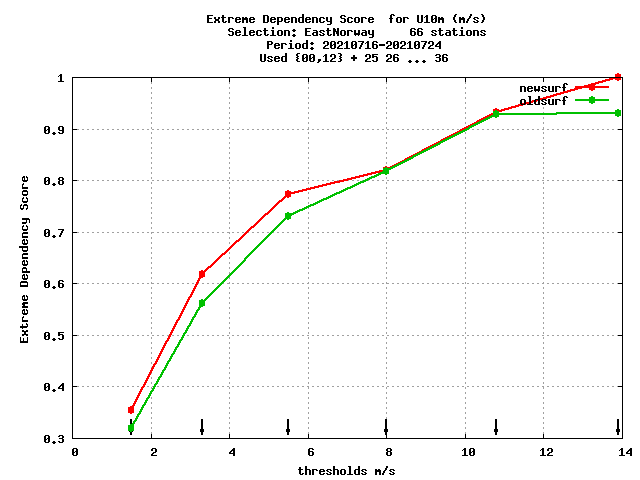 Extreme Dependency Score for U10m (m/s)
Selection: EastNorway 66 stations
Period: 20210716-20210724
Used {00,12} + 25 26 ... 36
1
0.9
0.8
0.7
0.6
0.5
0.4
0.3
Extreme Dependency Score
newsurf
oldsurf
0 2 4 6 8 10 12 14
thresholds m/s